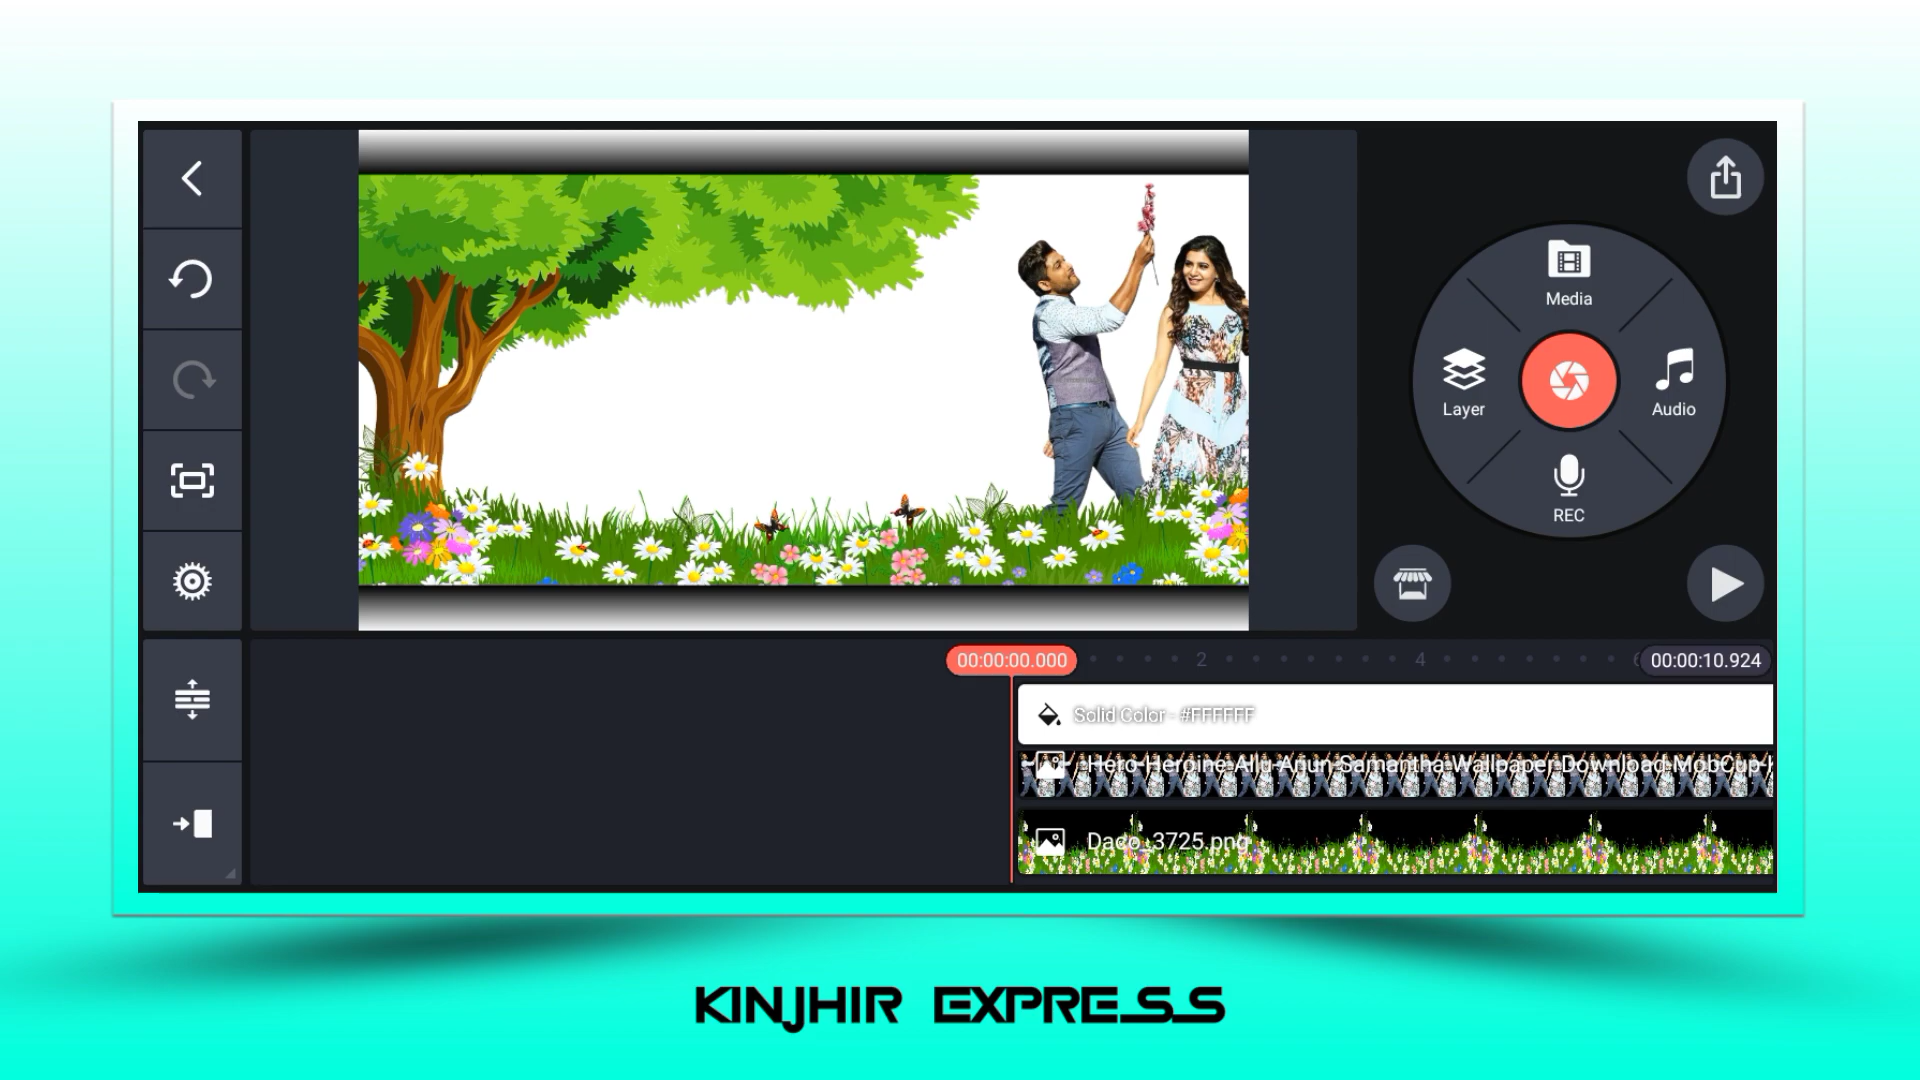 Media
Layer
Audio
REC
00:00:00.000
2
4
6
00:00:10.924
Solid Color - #FFFFFF
Hero-Heroine-Allu-Arjun-Samantha-Wallpaper-Download-MobCup-
Daco_3725.png
KINJHIR EXPRESS